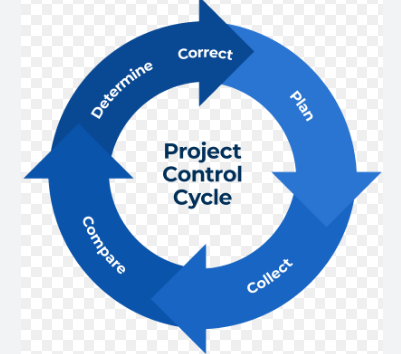 Project
Control
Cycle
Plan
Collect
Compare
Determine
Correct